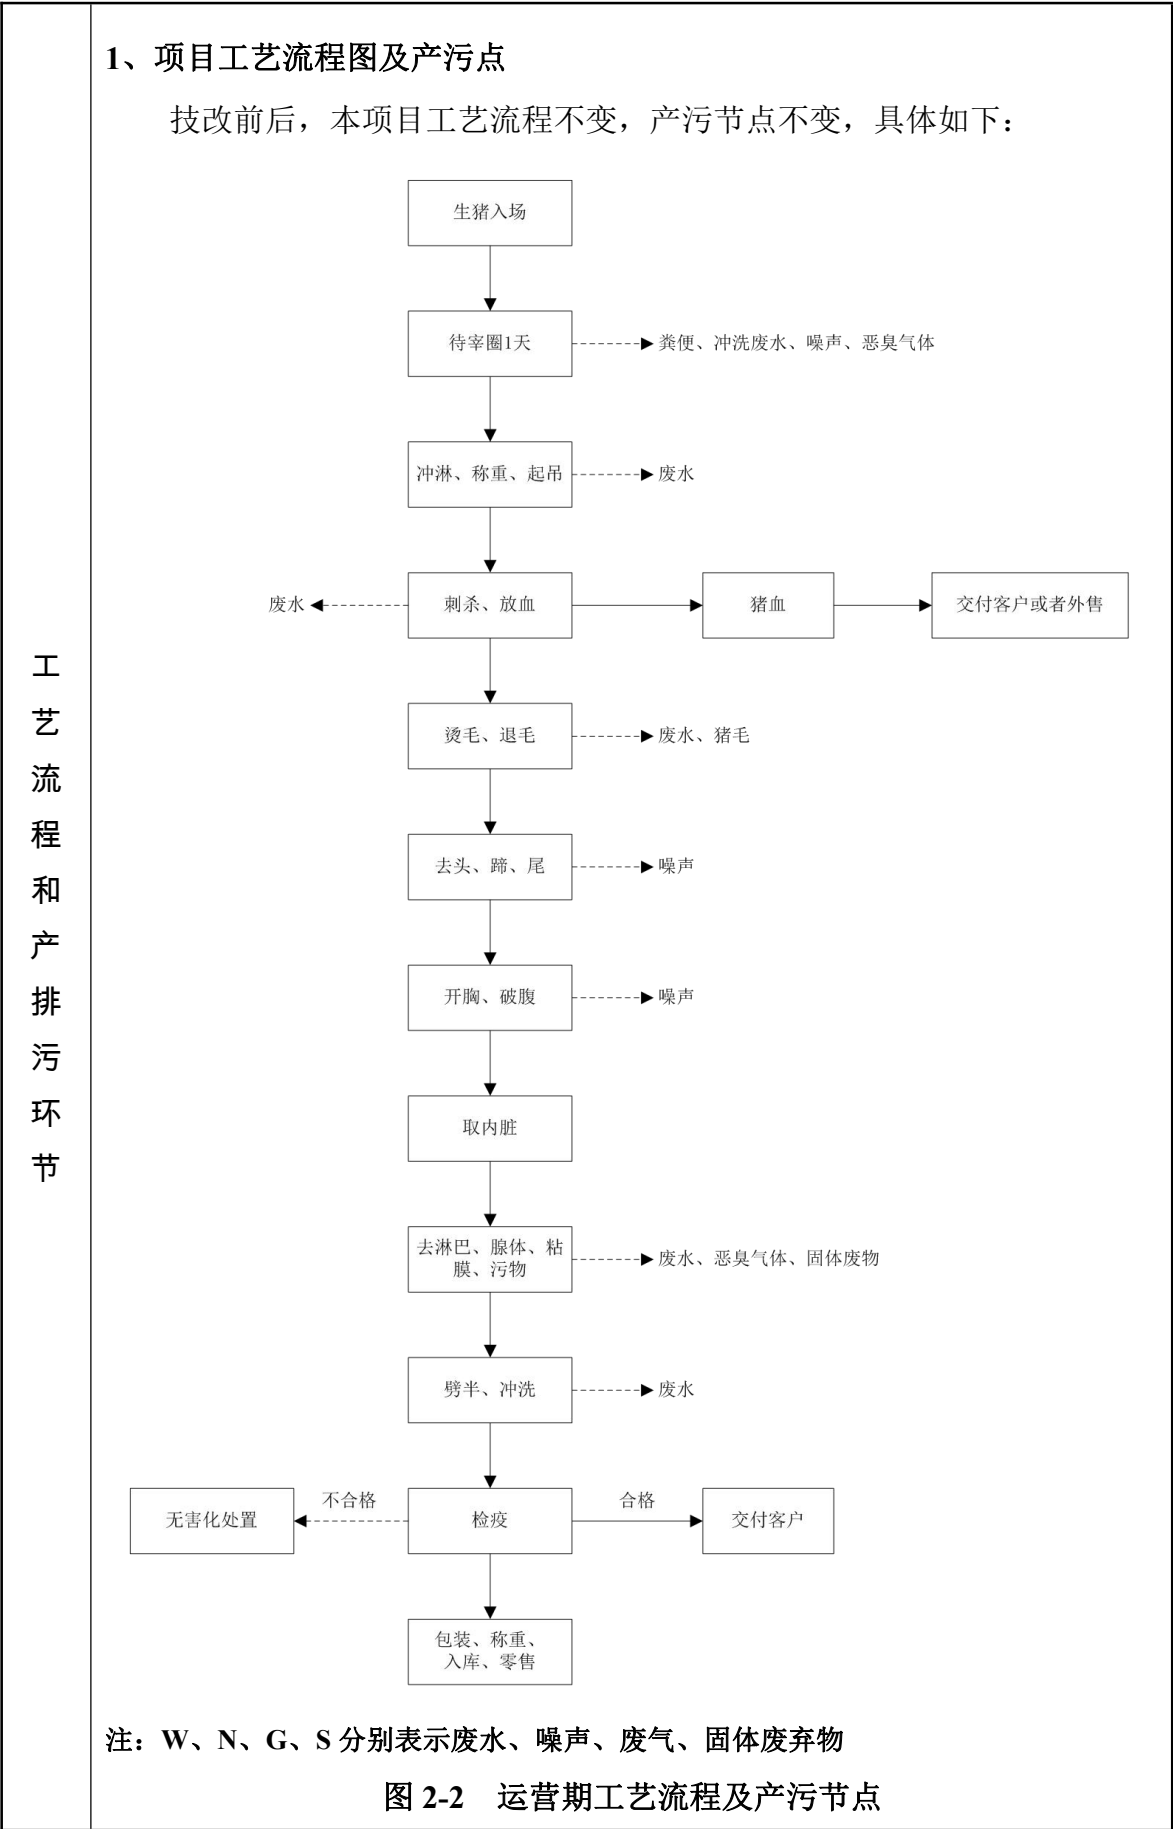 1、项目工艺流程图及产污点
技改前后，本项目工艺流程不变，产污节点不变，具体如下：
生猪入场
待宰圈1天
粪便、冲洗废水、噪声、恶臭气体
冲淋、称重、起吊
废水
废水
刺杀、放血
猪血
交付客户或者外售
烫毛、退毛
废水、猪毛
去头、蹄、尾
噪声
开胸、破腹
噪声
取内脏
去淋巴、腺体、粘
膜、污物
废水、恶臭气体、固体废物
劈半、冲洗
废水
无害化处置
不合格
检疫
合格
交付客户
包装、称重、
入库、零售
注：W、N、G、S 分别表示废水、噪声、废气、固体废弃物
图 2-2 运营期工艺流程及产污节点
工
艺
流
程
和
产
排
污
环
节